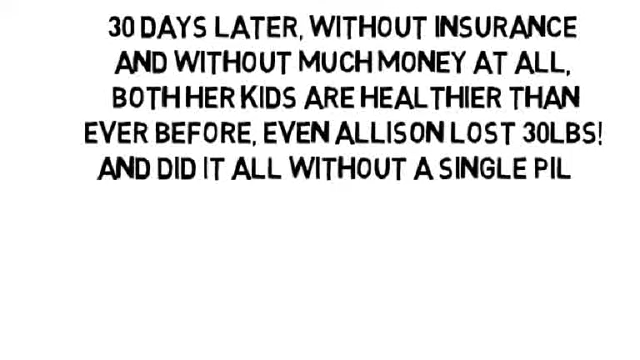 30 DAYS LATER, WITHOUT INSURANCE
AND WITHOUT MUCH MONEY AT ALL,
BOTH HER KIDS ARE HEALTHIER THAN
EVER BEFORE, EVEN ALLISON LOST 30LBS!
AND DID IT ALL WITHOUT A SINGLE PIL